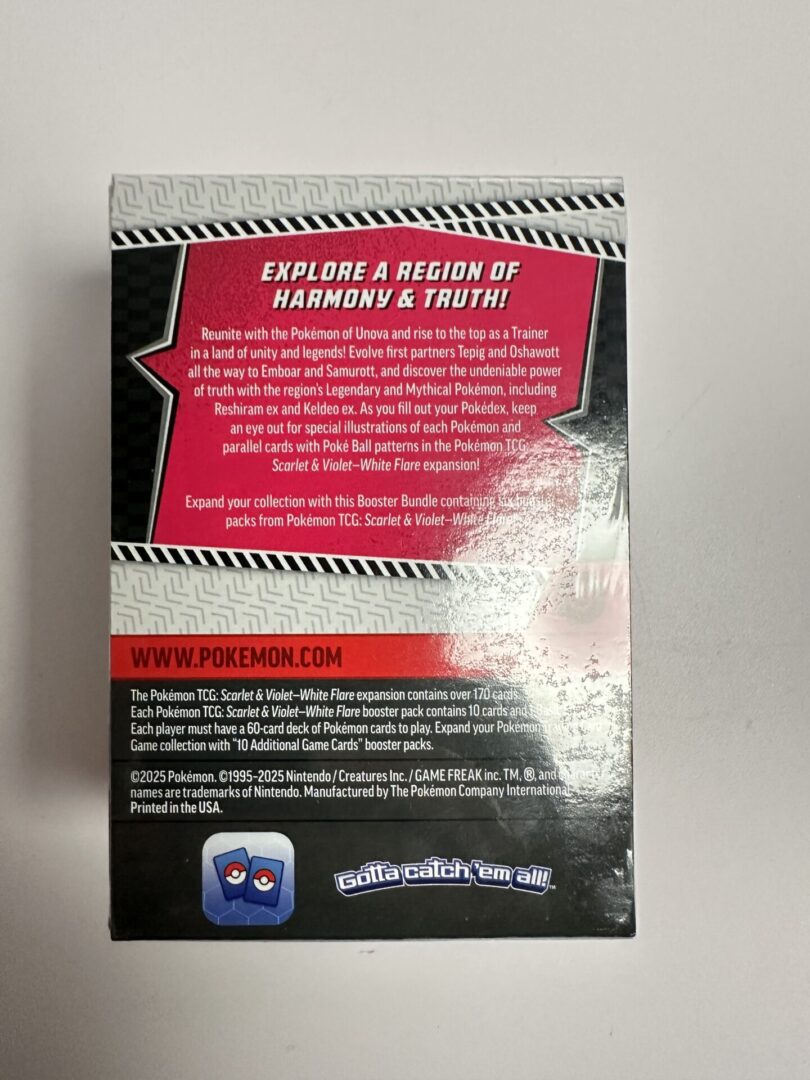 EXPLORE A REGION OF
HARMONY & TRUTH!
Reunite with the Pokémon of Unova and rise to the top as a Trainer
in a land of unity and legends! Evolve first partners Tepig and Oshawott
all the way to Emboar and Samurott, and discover the undeniable power
of truth with the region's Legendary and Mythical Pokémon, including
Reshiram ex and Keldeo ex. As you fill out your Pokédex, keep
an eye out for special illustrations of each Pokémon and
parallel cards with Poké Ball patterns in the Pokémon TCG:
Scarlet & Violet—White Flare expansion!
Expand your collection with this Booster Bundle containing six booster
packs from Pokémon TCG: Scarlet & Violet—White Flare!
WWW.POKEMON.COM
The Pokémon TCG: Scarlet & Violet—White Flare expansion contains over 170 cards.
Each Pokémon TCG: Scarlet & Violet—White Flare booster pack contains 10 cards and
Each player must have a 60-card deck of Pokémon cards to play. Expand your Pokémon
Game collection with "10 Additional Game Cards" booster packs.
©2025 Pokémon. ©1995-2025 Nintendo / Creatures Inc. / GAME FREAK inc. TM, ®, and character
names are trademarks of Nintendo. Manufactured by The Pokémon Company International
Printed in the USA.
Gotta catch 'em all!™